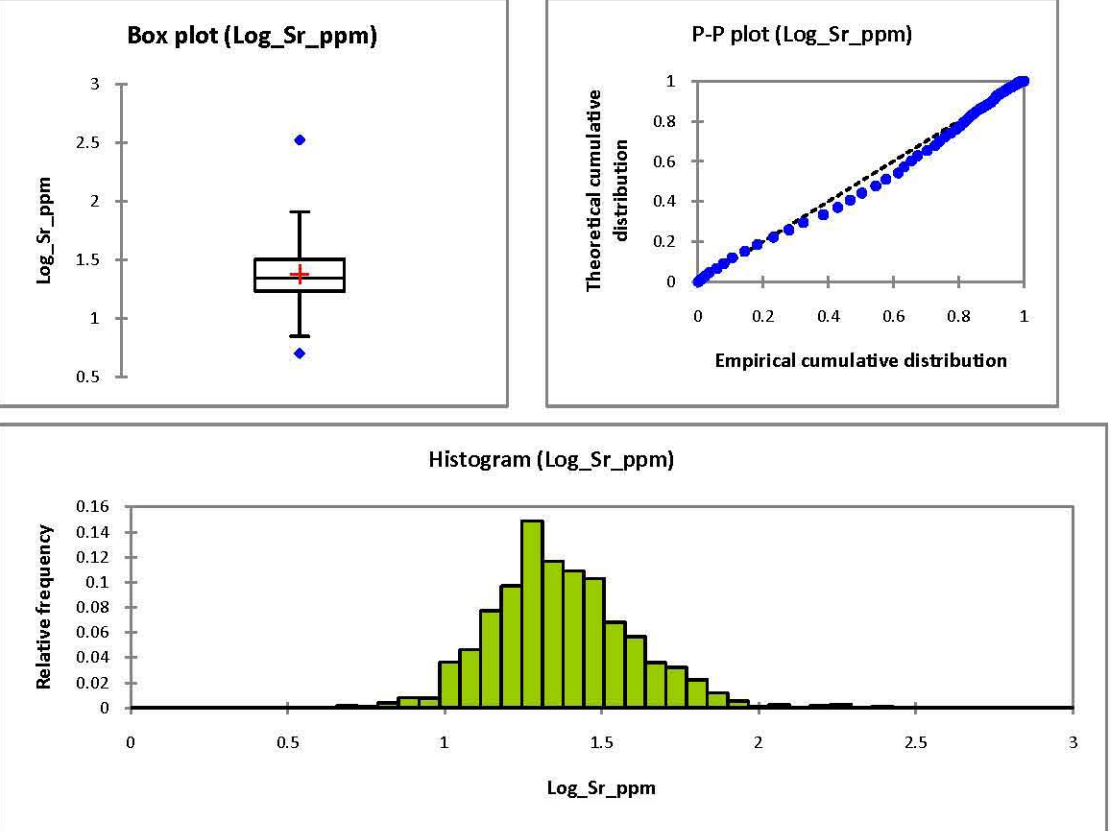 Box plot (Log_Sr_ppm)
3
2.5
2
1.5
1
0.5
Log_Sr_ppm
P-P plot (Log_Sr_ppm)
Theoretical cumulative
distribution
1
0.8
0.6
0.4
0.2
0
0 0.2 0.4 0.6 0.8 1
Empirical cumulative distribution
Histogram (Log_Sr_ppm)
Relative frequency
0.16
0.14
0.12
0.1
0.08
0.06
0.04
0.02
0
0 0.5 1 1.5 2 2.5 3
Log_Sr_ppm